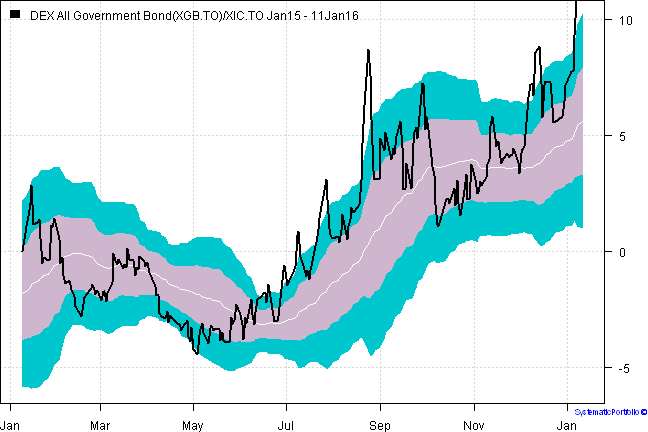 DEX All Government Bond(XGB.TO)/XIC.TO Jan15 - 11Jan16
10
5
0
-5
Jan Mar May Jul Sep Nov Jan
SystematicPortfolio ©